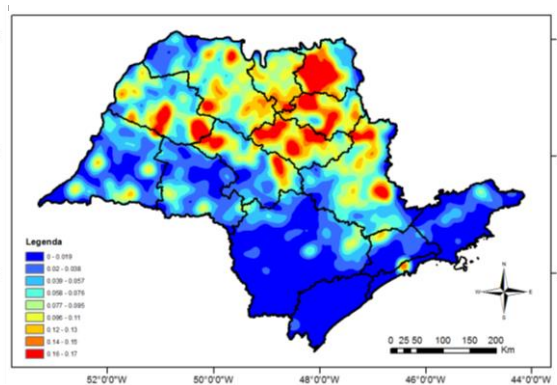 Legenda
0 - 0.019
0.02 - 0.038
0.039 - 0.057
0.058 - 0.076
0.077 - 0.095
0.096 - 0.11
0.12 - 0.13
0.14 - 0.15
0.16 - 0.17
N
W
E
S
0 25 50 100 150 200
Km
52°0'0"W 50°0'0"W 48°0'0"W 46°0'0"W 44°0'0"W